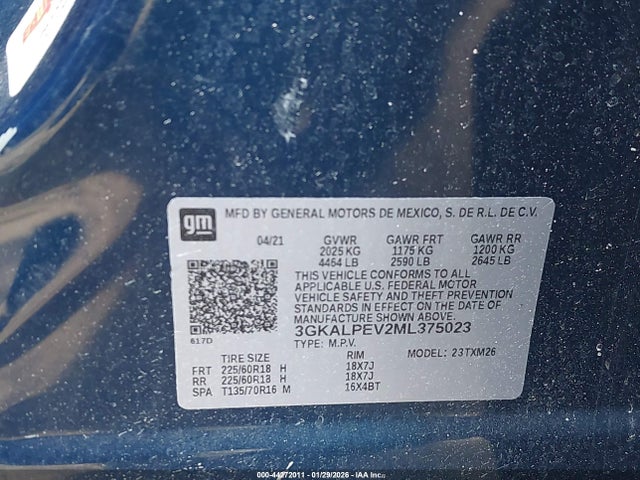 gm MFD BY GENERAL MOTORS DE MEXICO, S. DE R.L. DE C.V.
04/21 GVWR GAWR FRT GAWR RR
2025 KG 1175 KG 1200 KG
4464 LB 2590 LB 2645 LB
THIS VEHICLE CONFORMS TO ALL
APPLICABLE U.S. FEDERAL MOTOR
VEHICLE SAFETY AND THEFT PREVENTION
STANDARDS IN EFFECT ON THE DATE OF
MANUFACTURE SHOWN ABOVE.
617D
3GKALPEV2ML375023
TYPE: M.P.V. MODEL: 23TXM26
TIRE SIZE RIM
FRT 225/60R18 H 18X7J
RR 225/60R18 H 18X7J
SPA T135/70R16 M 16X4BT
000-44372011 - 01/29/2026 - IAA Inc.